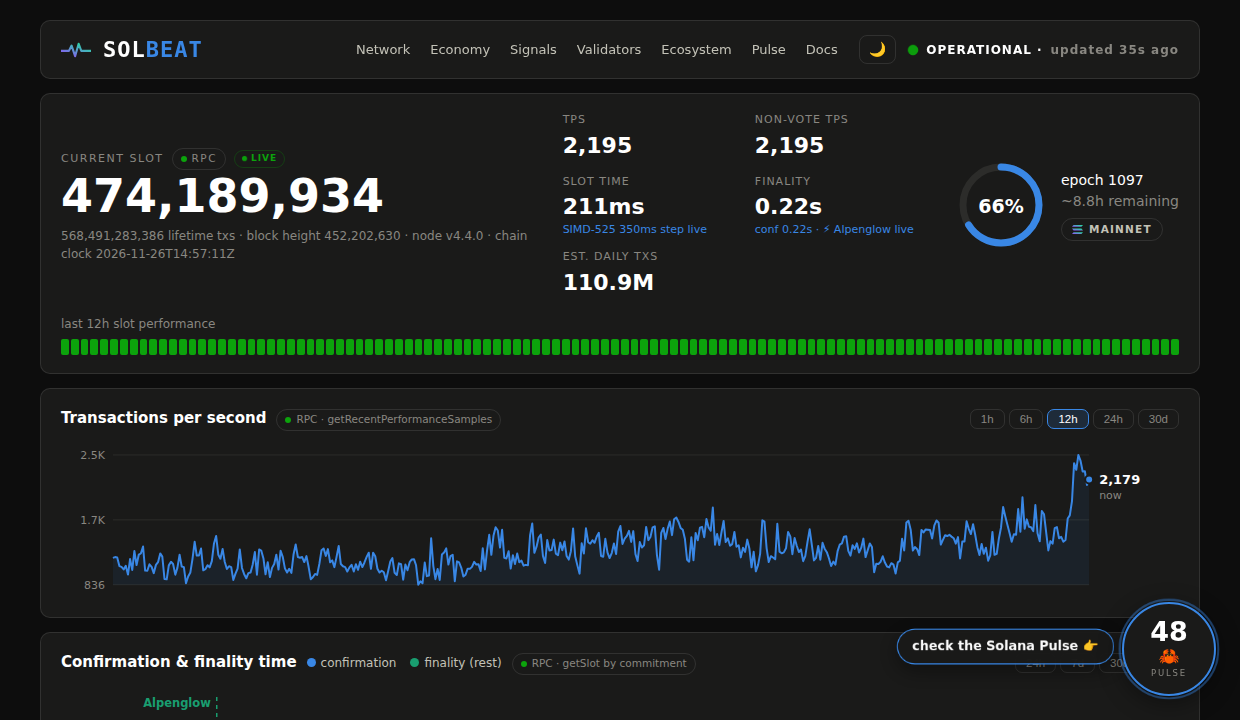 SOLBEAT
Network Economy Signals Validators Ecosystem Pulse Docs
OPERATIONAL · updated 35s ago
CURRENT SLOT RPC LIVE
474,189,934
568,491,283,386 lifetime txs · block height 452,202,630 · node v4.4.0 · chain
clock 2026-11-26T14:57:11Z
TPS
2,195
NON-VOTE TPS
2,195
SLOT TIME
211ms
SIMD-525 350ms step live
FINALITY
0.22s
conf 0.22s · ⚡ Alpenglow live
EST. DAILY TXS
110.9M
66%
epoch 1097
~8.8h remaining
MAINNET
last 12h slot performance
Transactions per second RPC · getRecentPerformanceSamples
1h 6h 12h 24h 30d
2.5K
1.7K
836
2,179
now
Confirmation & finality time confirmation finality (rest) RPC · getSlot by commitment
Alpenglow
check the Solana Pulse 👉
48
PULSE